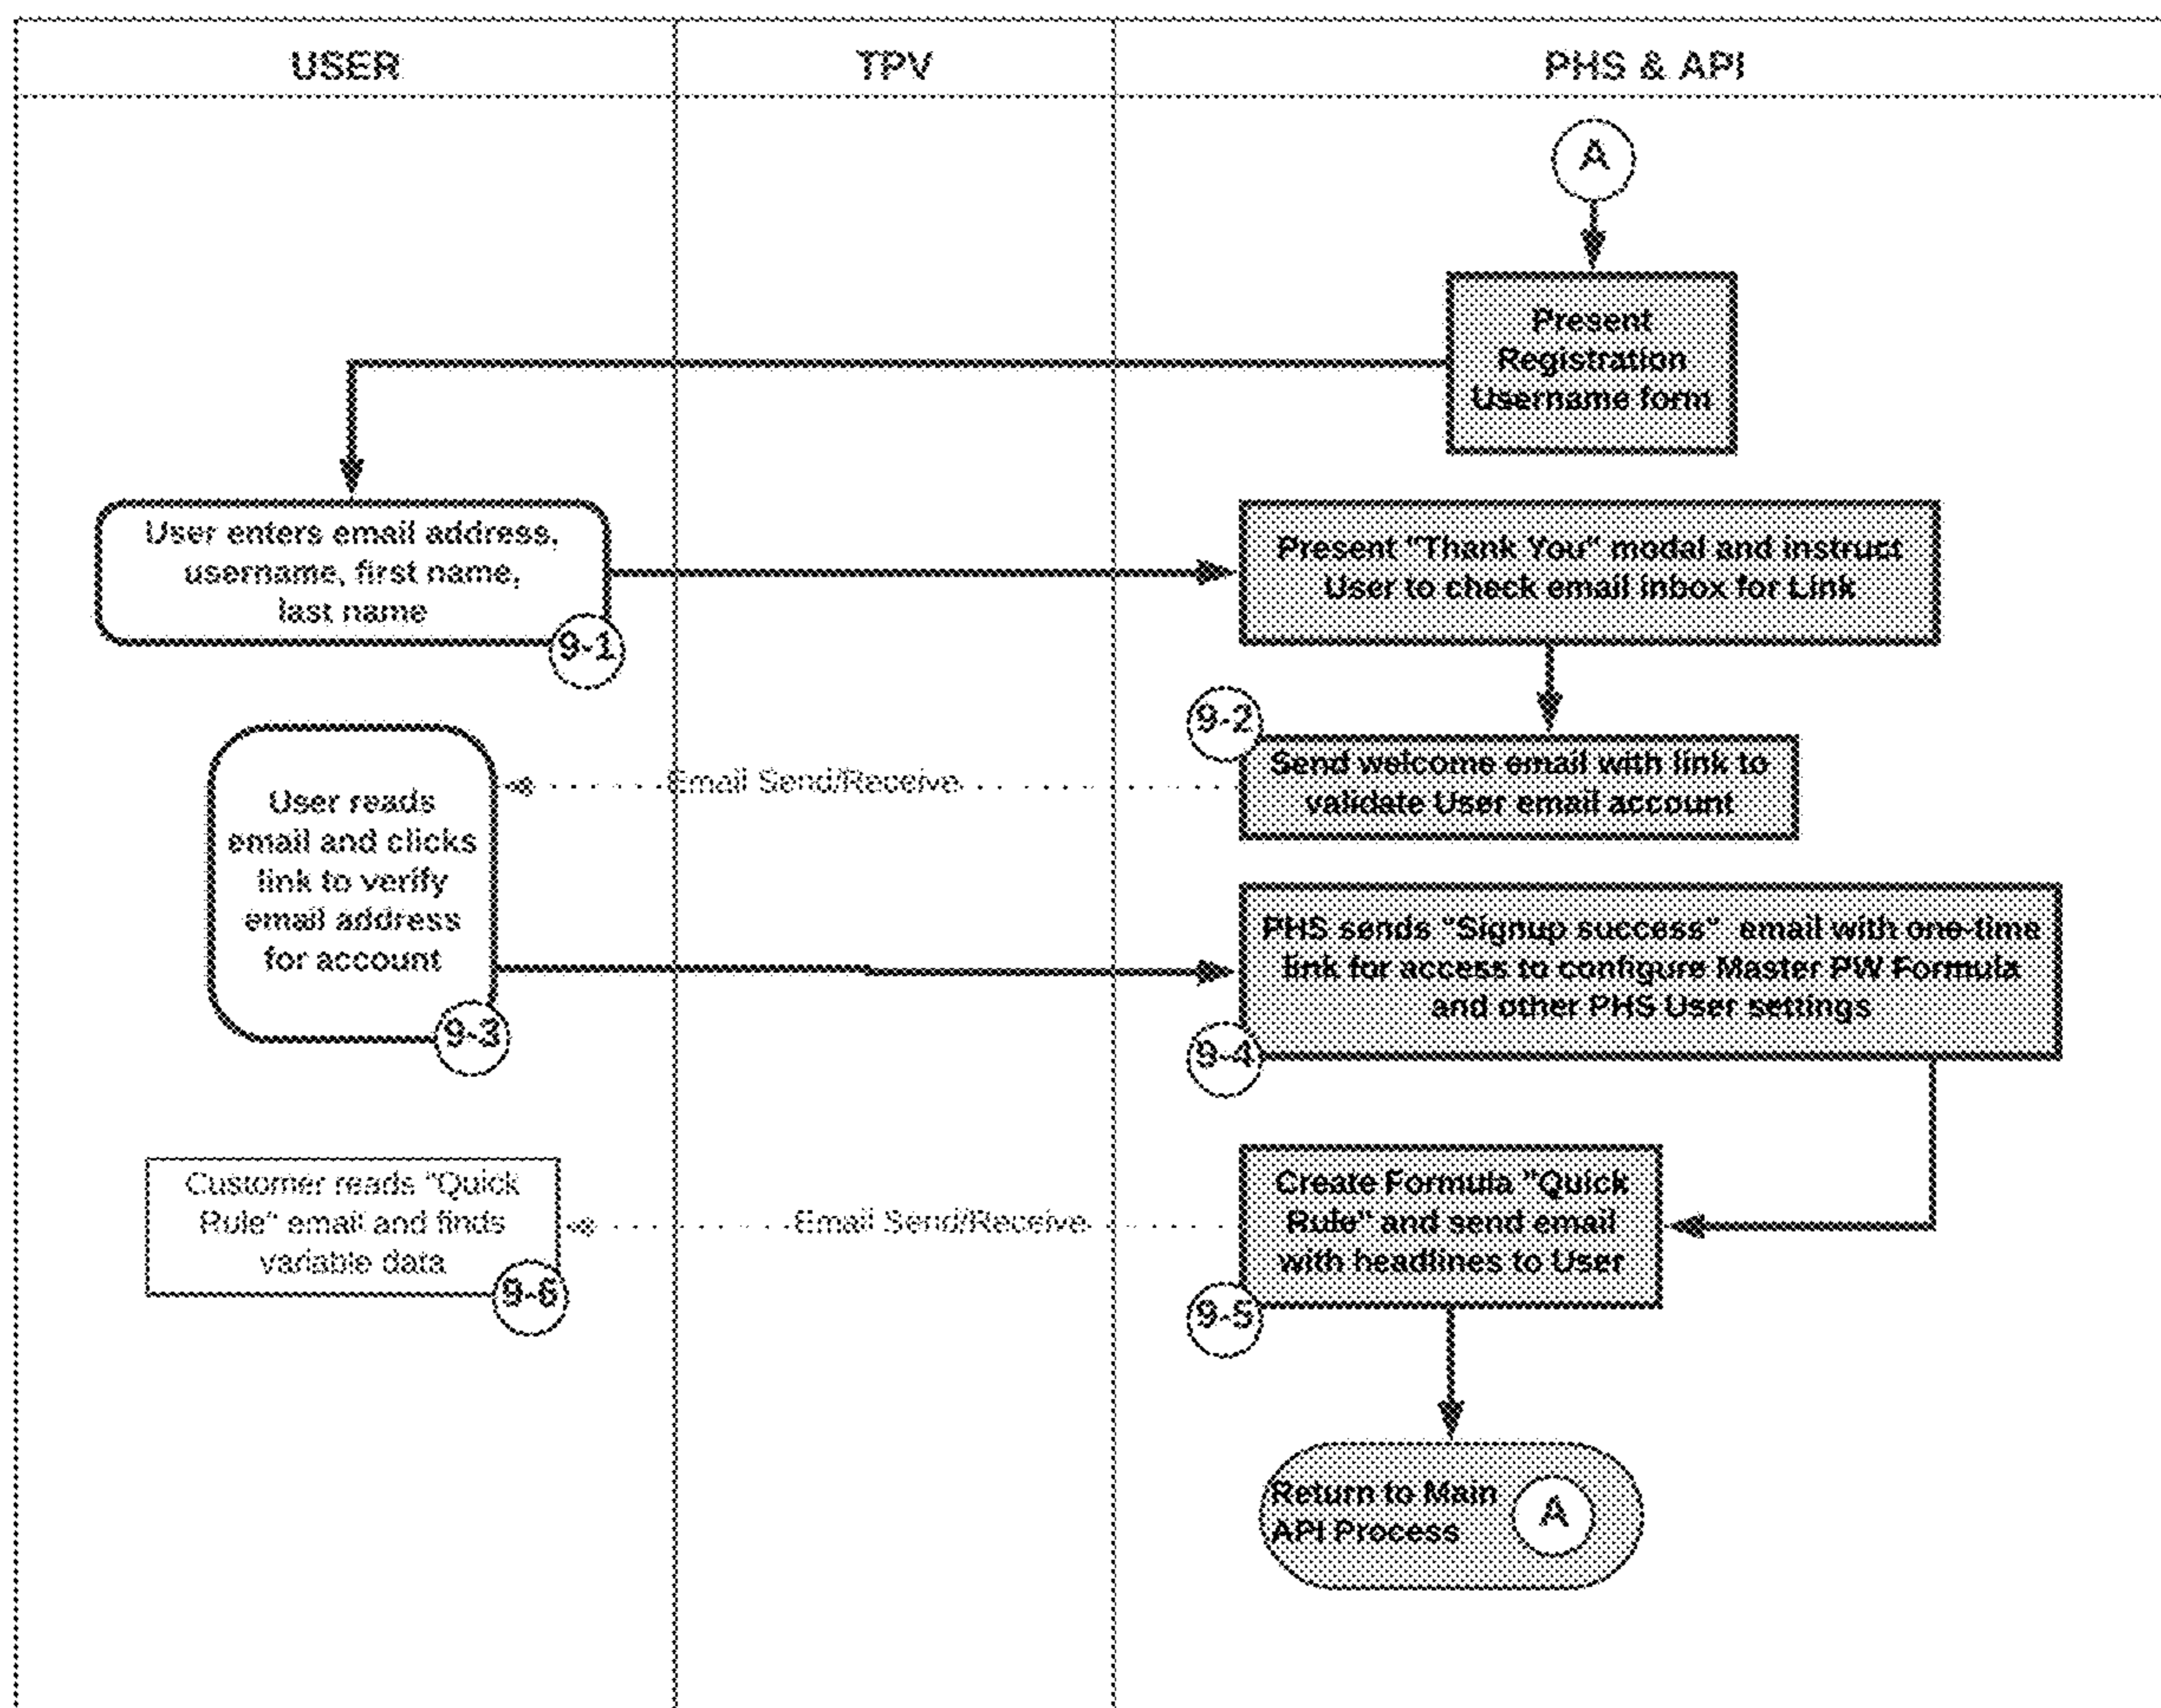 USER
TPV
PHS & API
A
Present
Registration
Username form
User enters email address,
username, first name,
last name
9-1
Present "Thank You" modal and instruct
User to check email inbox for Link
9-2
Send welcome email with link to
validate User email account
Email Send/Receive
User reads
email and clicks
link to verify
email address
for account
9-3
PHS sends "Signup success" email with one-time
link for access to configure Master PW Formula
and other PHS User settings
9-4
Customer reads "Quick
Rule" email and finds
variable data
9-6
Email Send/Receive
Create Formula "Quick
Rule" and send email
with headlines to User
9-5
Return to Main
API Process
A